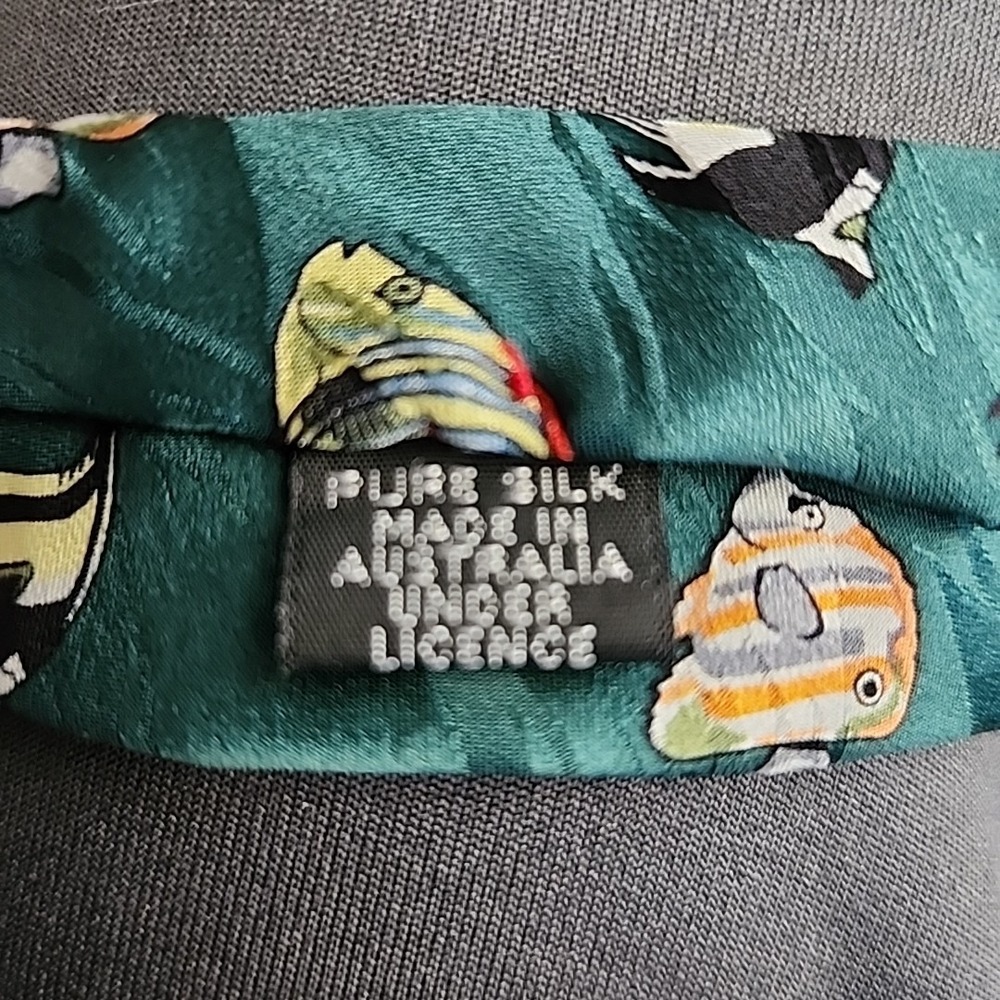 PURE SILK
MADE IN
AUSTRALIA
UNDER
LICENCE